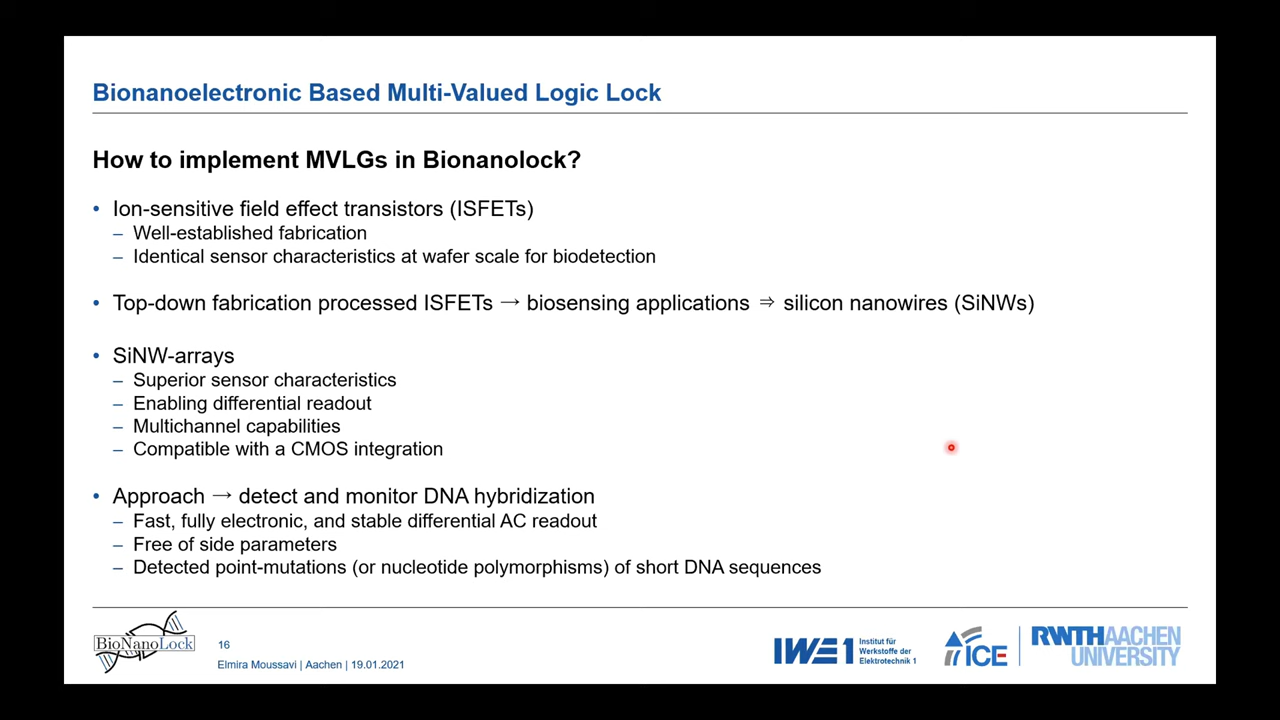 Bionanoelectronic Based Multi-Valued Logic Lock
How to implement MVLGs in Bionanolock?
• Ion-sensitive field effect transistors (ISFETs)
– Well-established fabrication
– Identical sensor characteristics at wafer scale for biodetection
• Top-down fabrication processed ISFETs → biosensing applications ⇒ silicon nanowires (SiNWs)
• SiNW-arrays
– Superior sensor characteristics
– Enabling differential readout
– Multichannel capabilities
– Compatible with a CMOS integration
• Approach → detect and monitor DNA hybridization
– Fast, fully electronic, and stable differential AC readout
– Free of side parameters
– Detected point-mutations (or nucleotide polymorphisms) of short DNA sequences
BioNanoLock
16
Elmira Moussavi | Aachen | 19.01.2021
IWE1
Institut für
Werkstoffe der
Elektrotechnik 1
ICE
RWTHAACHEN
UNIVERSITY